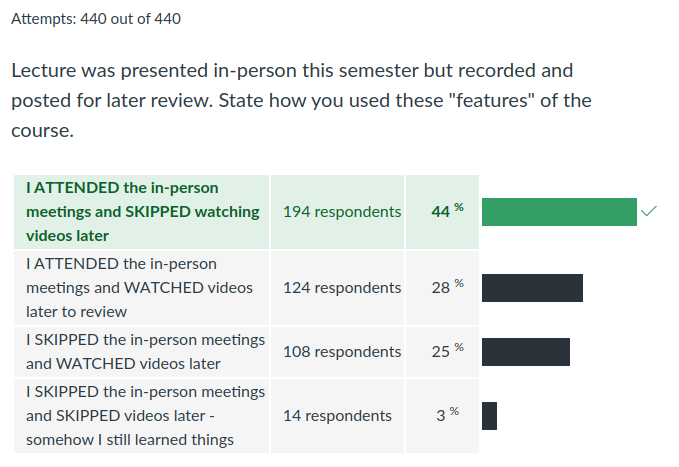 Attempts: 440 out of 440
Lecture was presented in-person this semester but recorded and
posted for later review. State how you used these "features" of the
course.
I ATTENDED the in-person
meetings and SKIPPED watching
videos later
194 respondents
44 %
I ATTENDED the in-person
meetings and WATCHED videos
later to review
124 respondents
28 %
I SKIPPED the in-person meetings
and WATCHED videos later
108 respondents
25 %
I SKIPPED the in-person meetings
and SKIPPED videos later -
somehow I still learned things
14 respondents
3 %